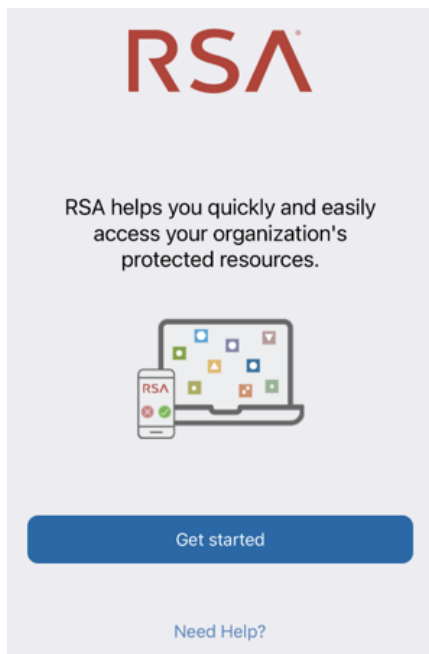 RSA
RSA helps you quickly and easily
access your organization's
protected resources.
RSA
Get started
Need Help?